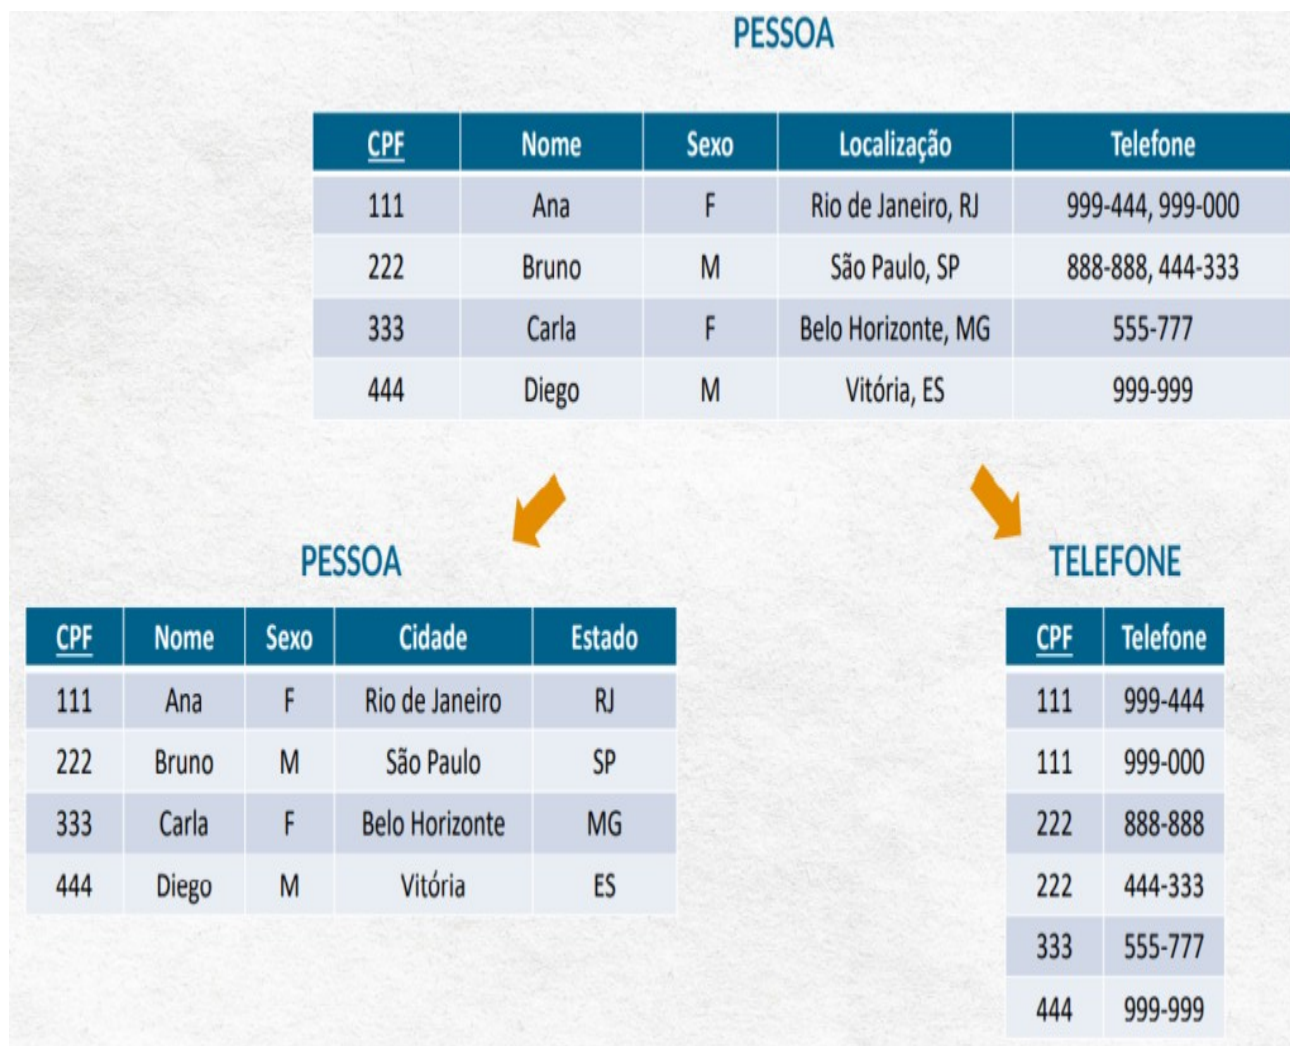 PESSOA
CPF Nome Sexo Localização Telefone
111 Ana F Rio de Janeiro, RJ 999-444, 999-000
222 Bruno M São Paulo, SP 888-888, 444-333
333 Carla F Belo Horizonte, MG 555-777
444 Diego M Vitória, ES 999-999
PESSOA
CPF Nome Sexo Cidade Estado
111 Ana F Rio de Janeiro RJ
222 Bruno M São Paulo SP
333 Carla F Belo Horizonte MG
444 Diego M Vitória ES
TELEFONE
CPF Telefone
111 999-444
111 999-000
222 888-888
222 444-333
333 555-777
444 999-999